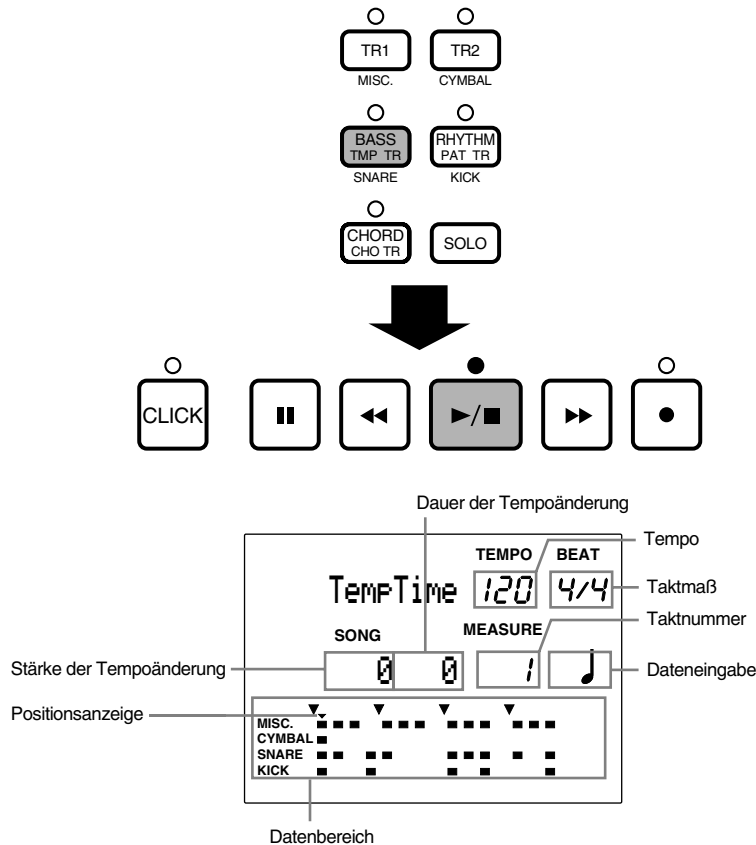 TR1 TR2
MISC. CYMBAL
BASS RHYTHM
TMP TR PAT TR
SNARE KICK
CHORD SOLO
CHO TR
CLICK
Dauer der Tempoänderung
Tempo
TEMPO BEAT
TempTime 120 4/4 Taktmaß
Taktnummer
SONG MEASURE
Stärke der Tempoänderung 0 0 1 Dateneingabe
Positionsanzeige
MISC.
CYMBAL
SNARE
KICK
Datenbereich